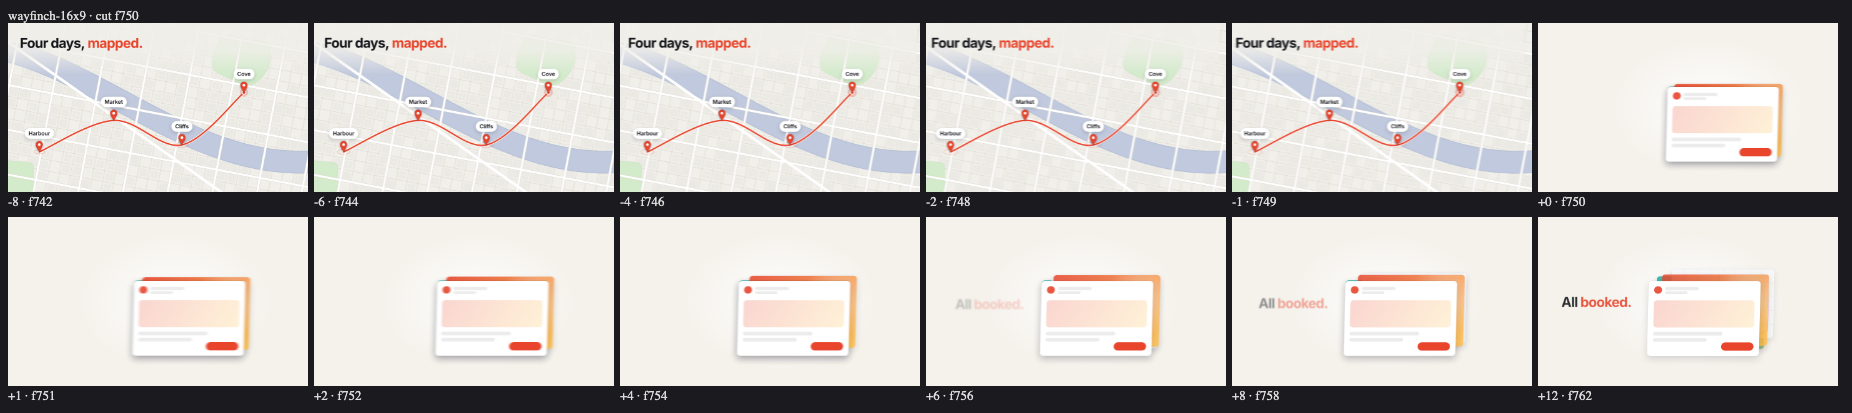 wayfinch-16x9 · cut f750
Four days, mapped.
Cove
Market
Cliffs
Harbour
-8 · f742
Four days, mapped.
Cove
Market
Cliffs
Harbour
-6 · f744
Four days, mapped.
Cove
Market
Cliffs
Harbour
-4 · f746
Four days, mapped.
Cove
Market
Cliffs
Harbour
-2 · f748
Four days, mapped.
Cove
Market
Cliffs
Harbour
-1 · f749
+0 · f750
+1 · f751
+2 · f752
+4 · f754
All booked.
+6 · f756
All booked.
+8 · f758
All booked.
+12 · f762